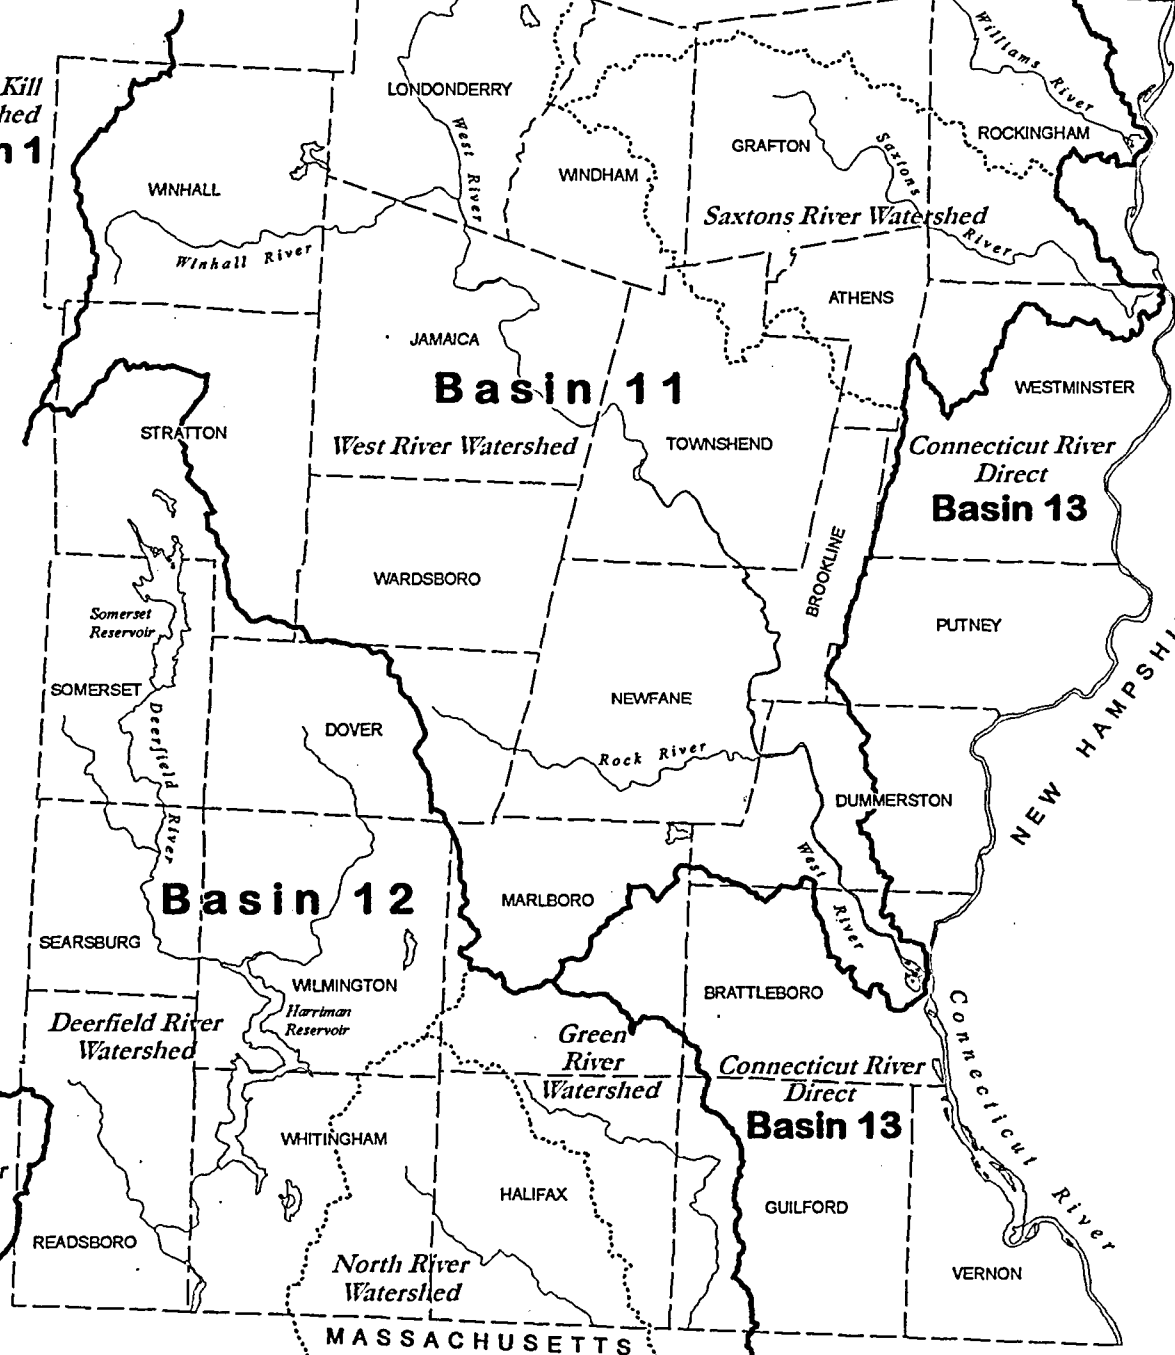 Williams River
Kill
LONDONDERRY
West River
ROCKINGHAM
GRAFTON
Saxtons
WINDHAM
WINHALL
Saxtons River Watershed
River
Winhall River
ATHENS
JAMAICA
Basin 11
WESTMINSTER
STRATTON
West River Watershed
TOWNSHEND
Connecticut River
Direct
Basin 13
BROOKLINE
WARDSBORO
Somerset
Reservoir
PUTNEY
SOMERSET
NEWFANE
Deerfield River
DOVER
Rock River
DUMMERSTON
West River
Basin 12
MARLBORO
SEARSBURG
WILMINGTON
BRATTLEBORO
Harriman
Reservoir
Deerfield River
Watershed
Green
River
Watershed
Connecticut River
Direct
Basin 13
Connecticut River
WHITINGHAM
HALIFAX
GUILFORD
READSBORO
North River
Watershed
VERNON
MASSACHUSETTS